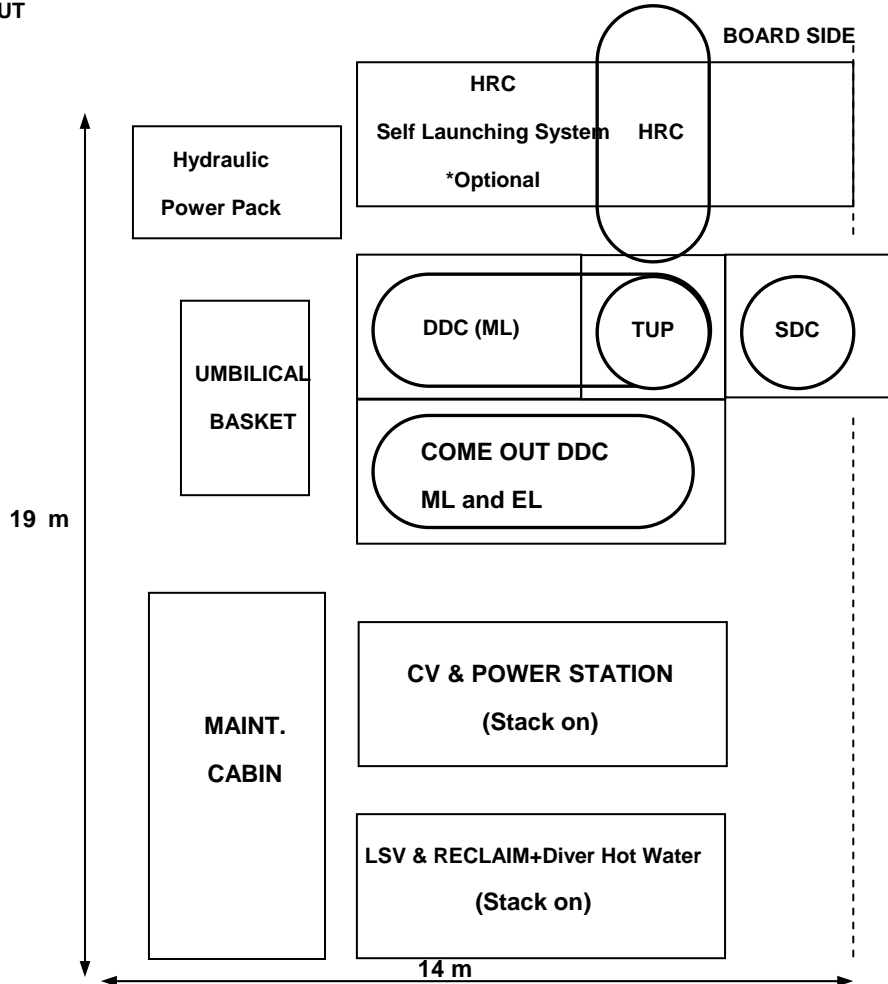 UT
BOARD SIDE
HRC
Self Launching System
*Optional
HRC
Hydraulic
Power Pack
DDC (ML)
TUP
SDC
UMBILICAL
BASKET
COME OUT DDC
ML and EL
19 m
CV & POWER STATION
(Stack on)
MAINT.
CABIN
LSV & RECLAIM+Diver Hot Water
(Stack on)
14 m